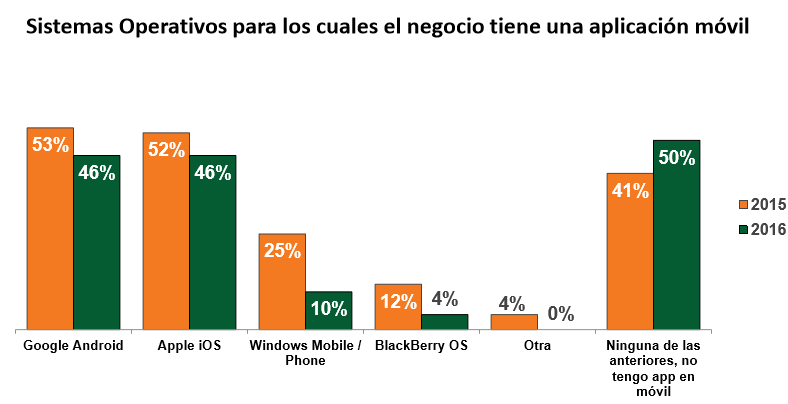 Sistemas Operativos para los cuales el negocio tiene una aplicación móvil
53%
46%
52%
46%
25%
10%
12%
4%
4%
0%
41%
50%
2015
2016
Google Android
Apple iOS
Windows Mobile /
Phone
BlackBerry OS
Otra
Ninguna de las
anteriores, no
tengo app en
móvil